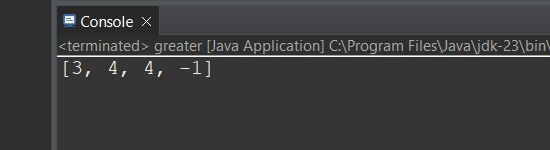 Console
<terminated> greater [Java Application] C:\Program Files\Java\jdk-23\bin\
[3, 4, 4, -1]